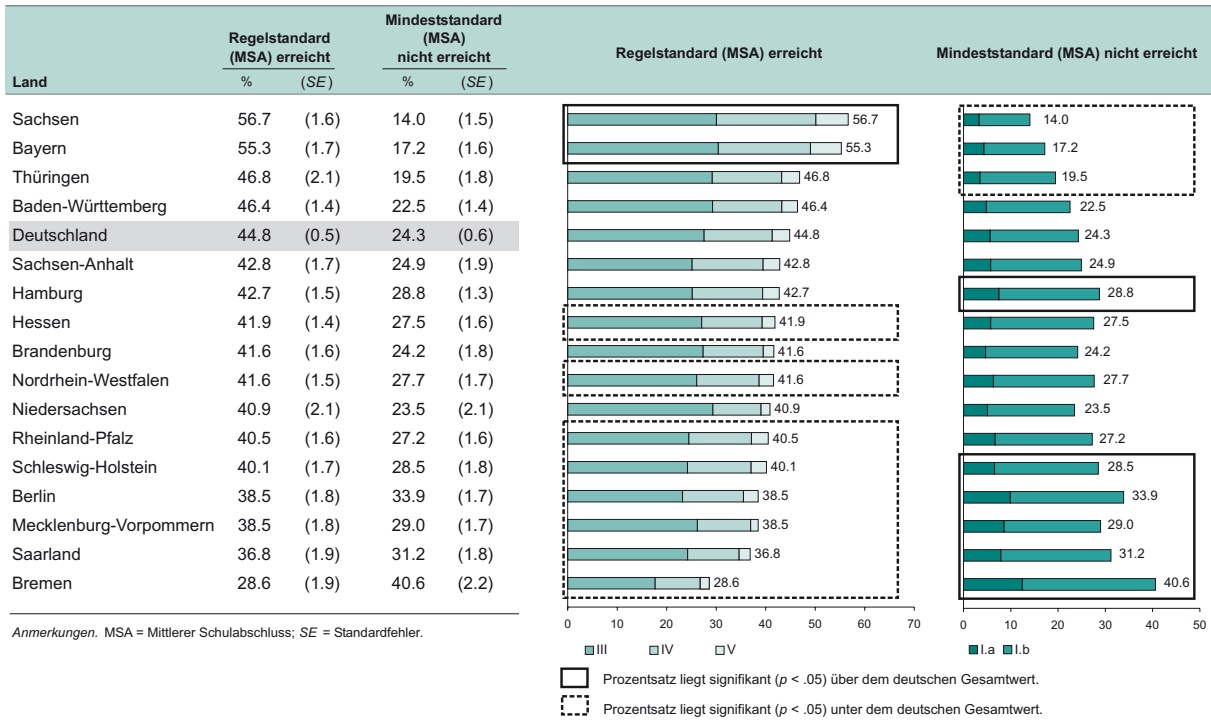 Land
Regelstandard
(MSA) erreicht
Mindeststandard
(MSA)
nicht erreicht
% (SE) % (SE)
Regelstandard (MSA) erreicht
Mindeststandard (MSA) nicht erreicht
Sachsen 56.7 (1.6) 14.0 (1.5) 56.7 14.0
Bayern 55.3 (1.7) 17.2 (1.6) 55.3 17.2
Thüringen 46.8 (2.1) 19.5 (1.8) 46.8 19.5
Baden-Württemberg 46.4 (1.4) 22.5 (1.4) 46.4 22.5
Deutschland 44.8 (0.5) 24.3 (0.6) 44.8 24.3
Sachsen-Anhalt 42.8 (1.7) 24.9 (1.9) 42.8 24.9
Hamburg 42.7 (1.5) 28.8 (1.3) 42.7 28.8
Hessen 41.9 (1.4) 27.5 (1.6) 41.9 27.5
Brandenburg 41.6 (1.6) 24.2 (1.8) 41.6 24.2
Nordrhein-Westfalen 41.6 (1.5) 27.7 (1.7) 41.6 27.7
Niedersachsen 40.9 (2.1) 23.5 (2.1) 40.9 23.5
Rheinland-Pfalz 40.5 (1.6) 27.2 (1.6) 40.5 27.2
Schleswig-Holstein 40.1 (1.7) 28.5 (1.8) 40.1 28.5
Berlin 38.5 (1.8) 33.9 (1.7) 38.5 33.9
Mecklenburg-Vorpommern 38.5 (1.8) 29.0 (1.7) 38.5 29.0
Saarland 36.8 (1.9) 31.2 (1.8) 36.8 31.2
Bremen 28.6 (1.9) 40.6 (2.2) 28.6 40.6
0 10 20 30 40 50 60 70
0 10 20 30 40 50
Anmerkungen. MSA = Mittlerer Schulabschluss; SE = Standardfehler.
III IV V
I.a I.b
Prozentsatz liegt signifikant (p < .05) über dem deutschen Gesamtwert.
Prozentsatz liegt signifikant (p < .05) unter dem deutschen Gesamtwert.